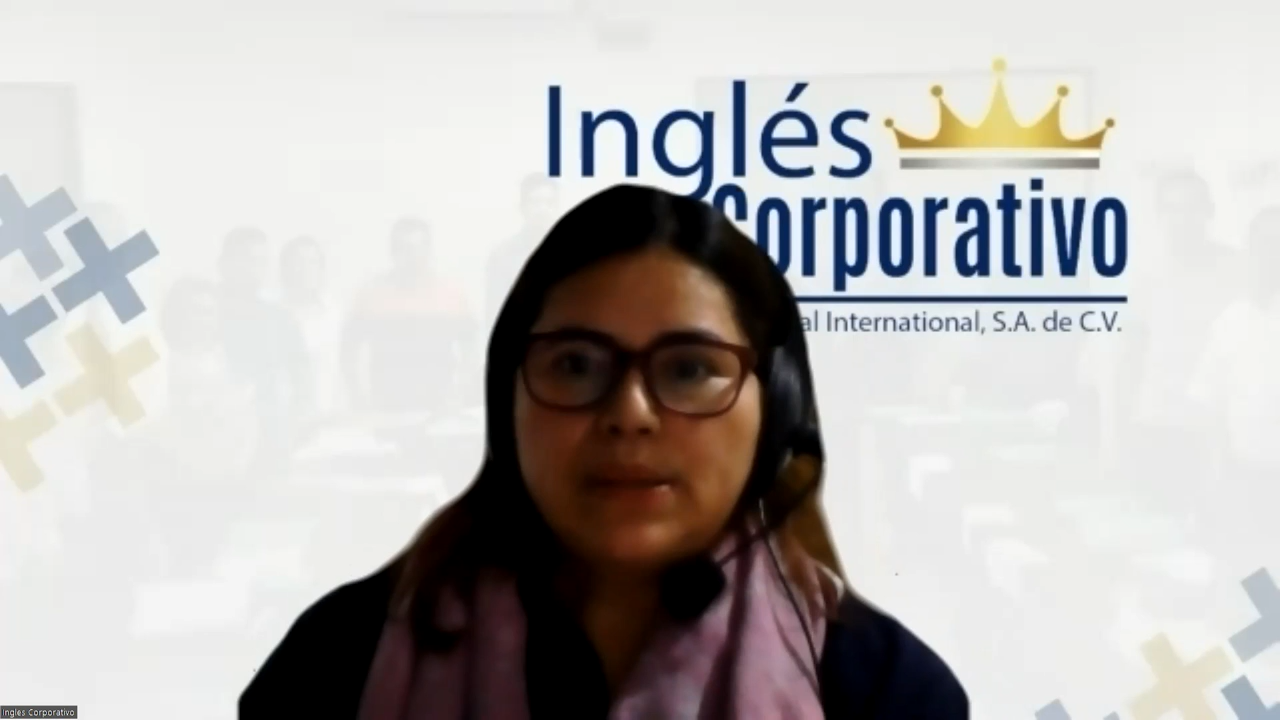 Inglés
Corporativo
al International, S.A. de C.V.
Ingles Corporativo